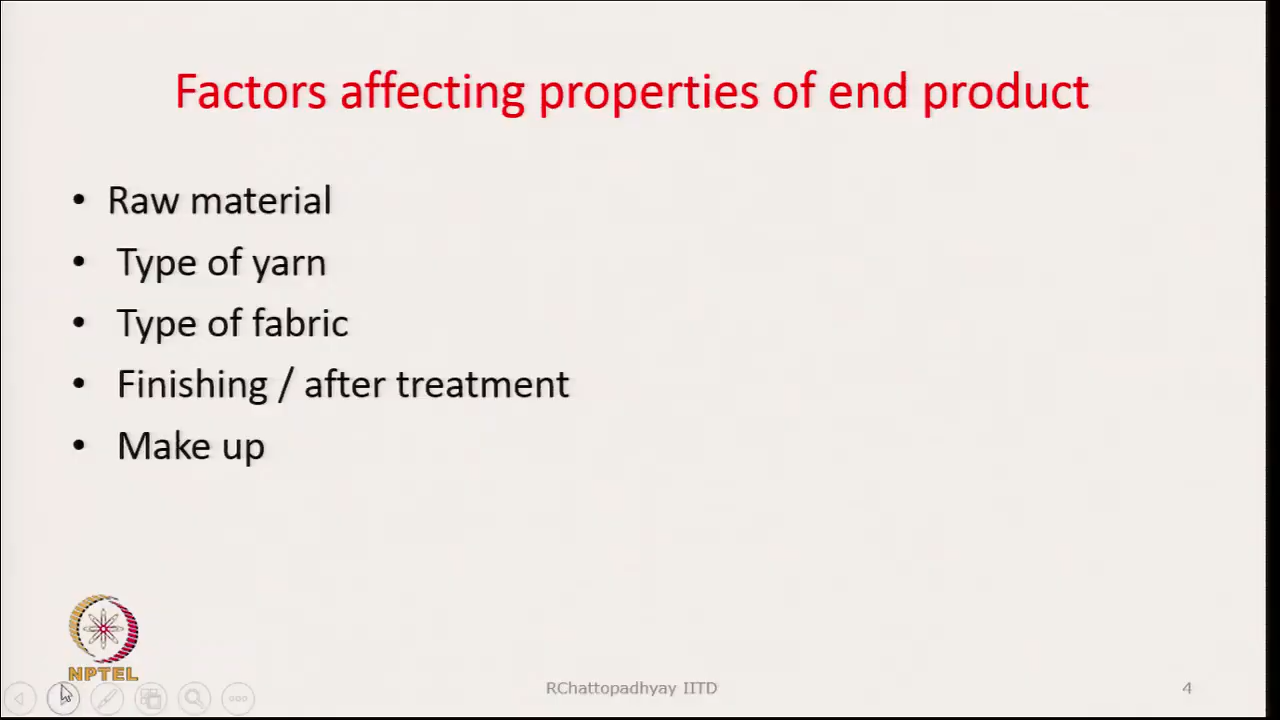 Factors affecting properties of end product
• Raw material
• Type of yarn
• Type of fabric
• Finishing / after treatment
• Make up
NPTEL
RChattopadhyay IITD
4